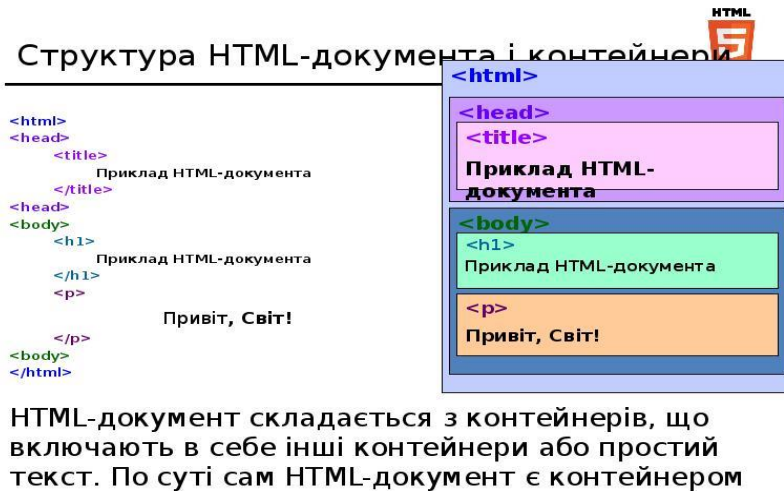 HTML
Структура HTML-документа і контейнери
<html>
<head>
<title>
Приклад HTML-документа
</title>
<head>
<body>
<h1>
Приклад HTML-документа
</h1>
<p>
Привіт, Світ!
</p>
<body>
</html>
<html>
<head>
<title>
Приклад HTML-
документа
<body>
<h1>
Приклад HTML-документа
<p>
Привіт, Світ!
HTML-документ складається з контейнерів, що
включають в себе інші контейнери або простий
текст. По суті сам HTML-документ є контейнером